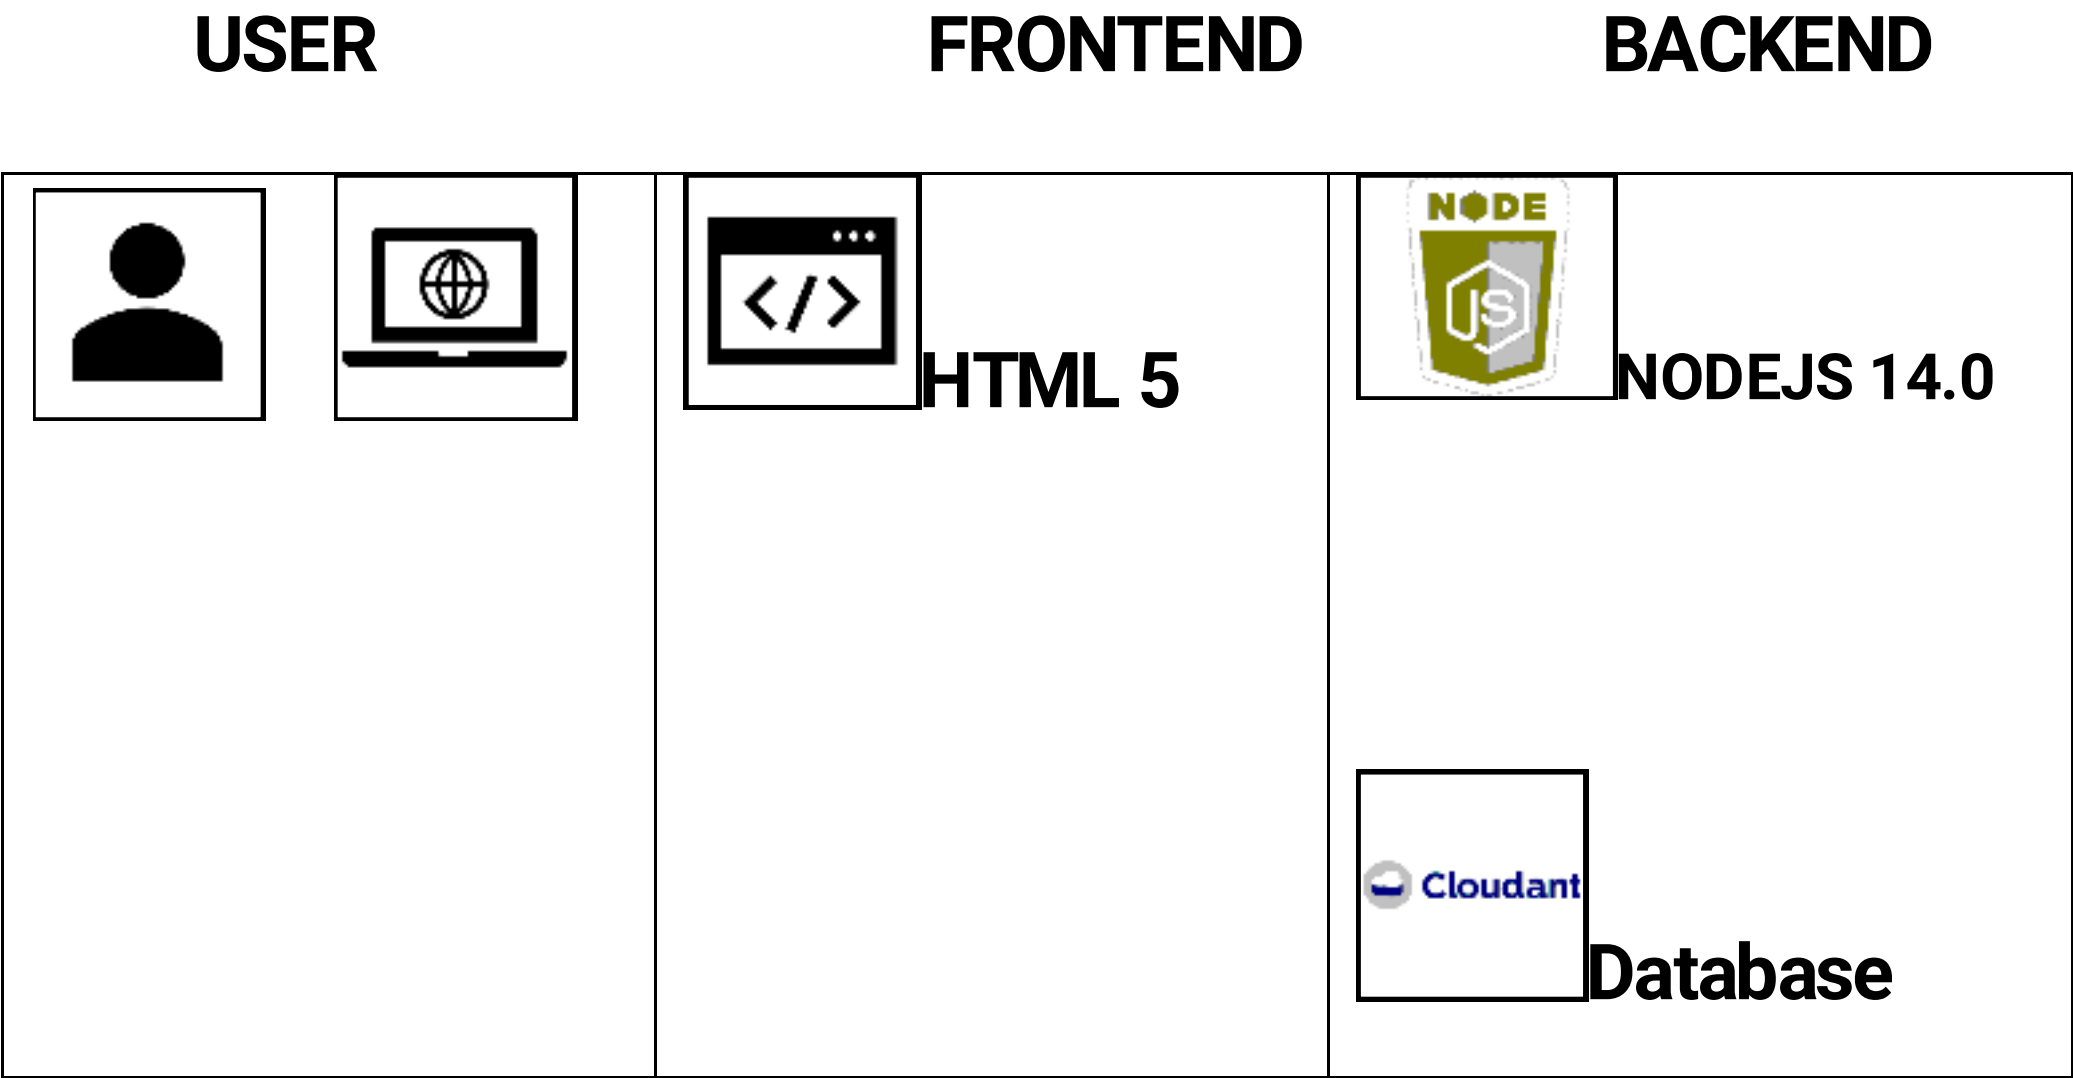 USER FRONTEND BACKEND
</>
HTML 5
NODE
JS
NODEJS 14.0
Cloudant
Database